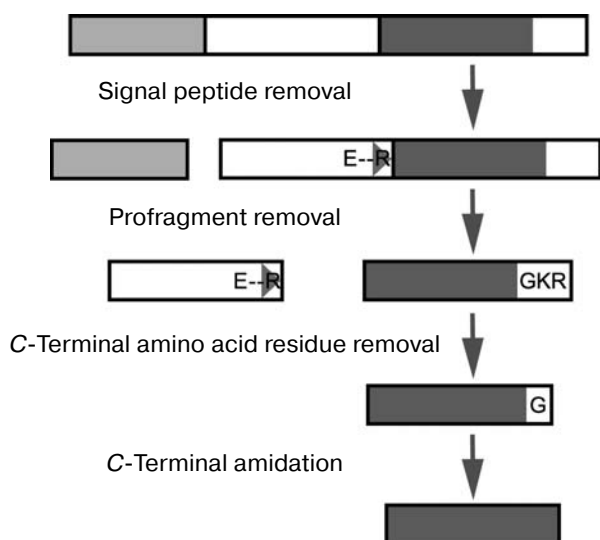 Signal peptide removal
E--R
Profragment removal
E--R
GKR
C-Terminal amino acid residue removal
G
C-Terminal amidation